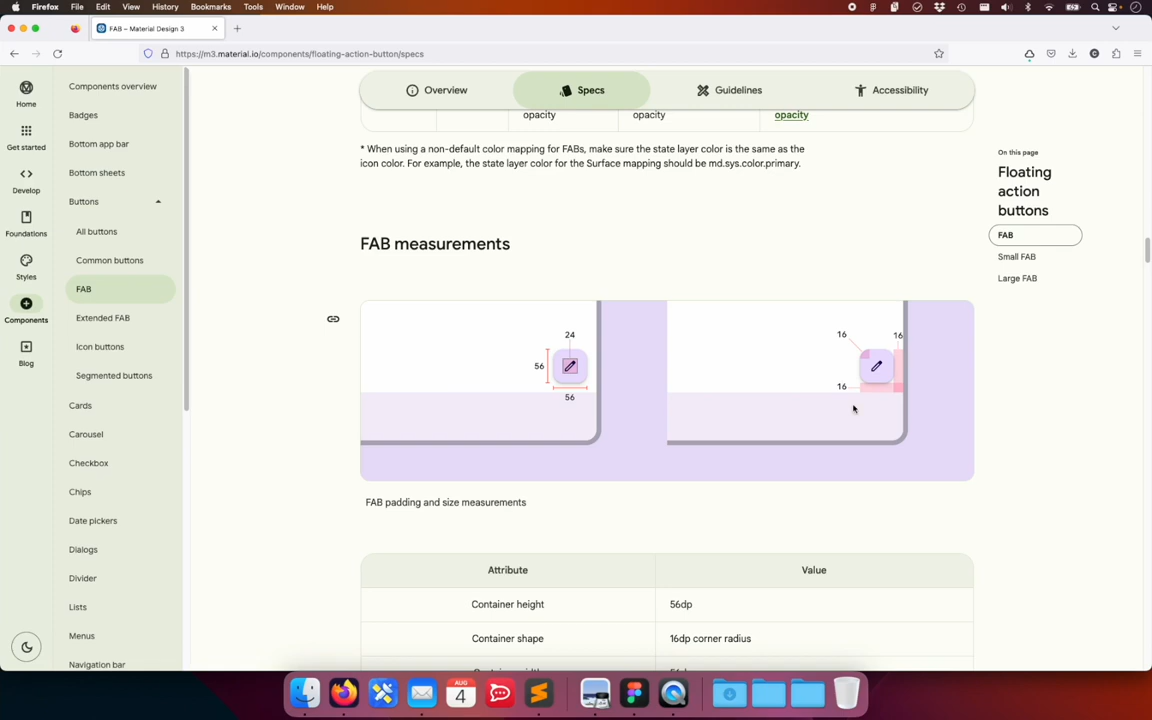 Firefox File Edit View History Bookmarks Tools Window Help
FAB – Material Design 3
https://m3.material.io/components/floating-action-button/specs
Home
Get started
Develop
Foundations
Styles
Components
Blog
Components overview
Badges
Bottom app bar
Bottom sheets
Buttons
All buttons
Common buttons
FAB
Extended FAB
Icon buttons
Segmented buttons
Cards
Carousel
Checkbox
Chips
Date pickers
Dialogs
Divider
Lists
Menus
Navigation bar
Overview Specs Guidelines Accessibility
opacity opacity opacity
* When using a non-default color mapping for FABs, make sure the state layer color is the same as the
icon color. For example, the state layer color for the Surface mapping should be md.sys.color.primary.
FAB measurements
24
56
56
16 16
16
FAB padding and size measurements
Attribute Value
Container height 56dp
Container shape 16dp corner radius
On this page
Floating
action
buttons
FAB
Small FAB
Large FAB
AUG
4